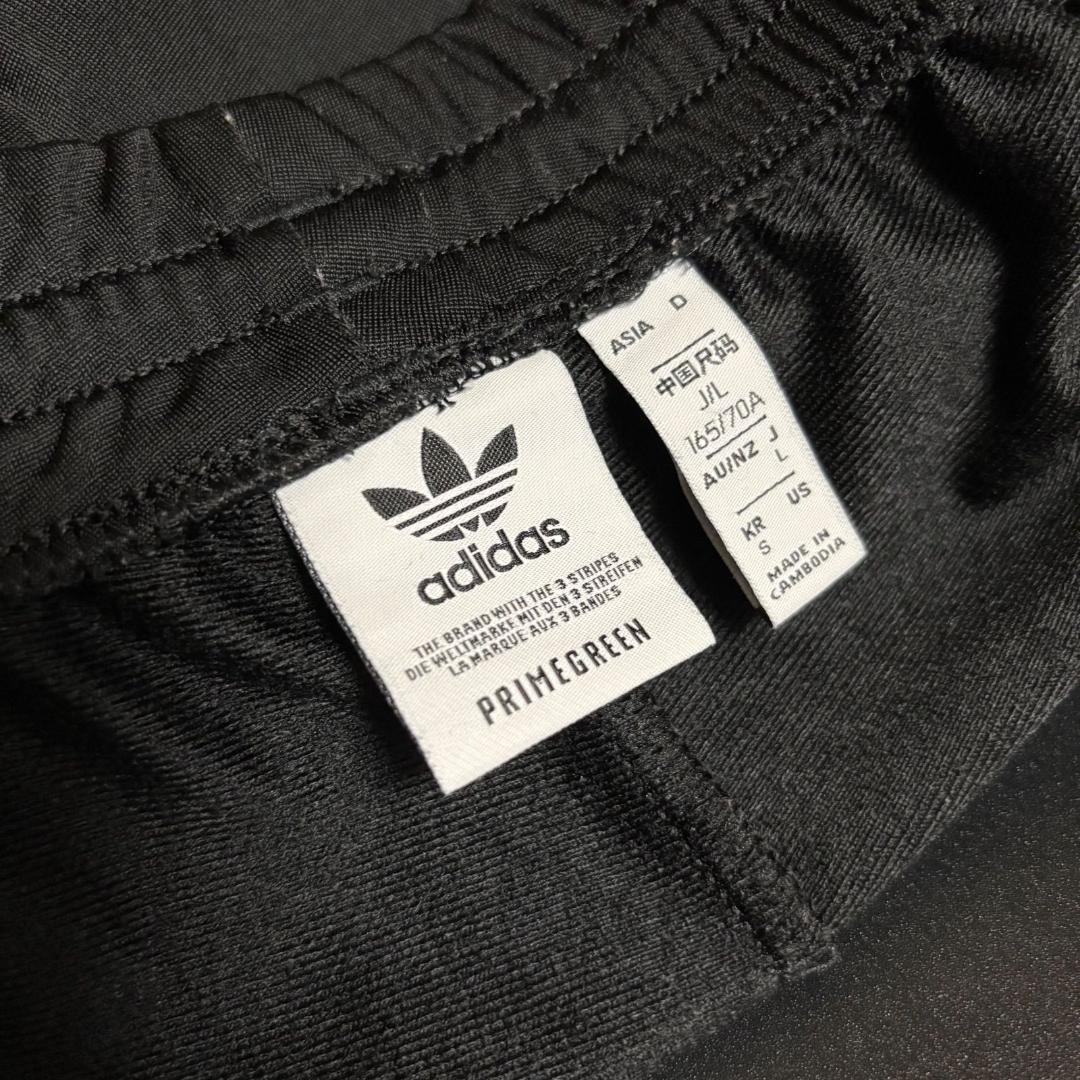 adidas
THE BRAND WITH THE 3 STRIPES
DIE WELTMARKE MIT DEN 3 STREIFEN
LA MARQUE AUX 3 BANDES
PRIMEGREEN
ASIA D
中国尺码
J/L
165/70A
AU/NZ J
L
KR US
S
MADE IN
CAMBODIA